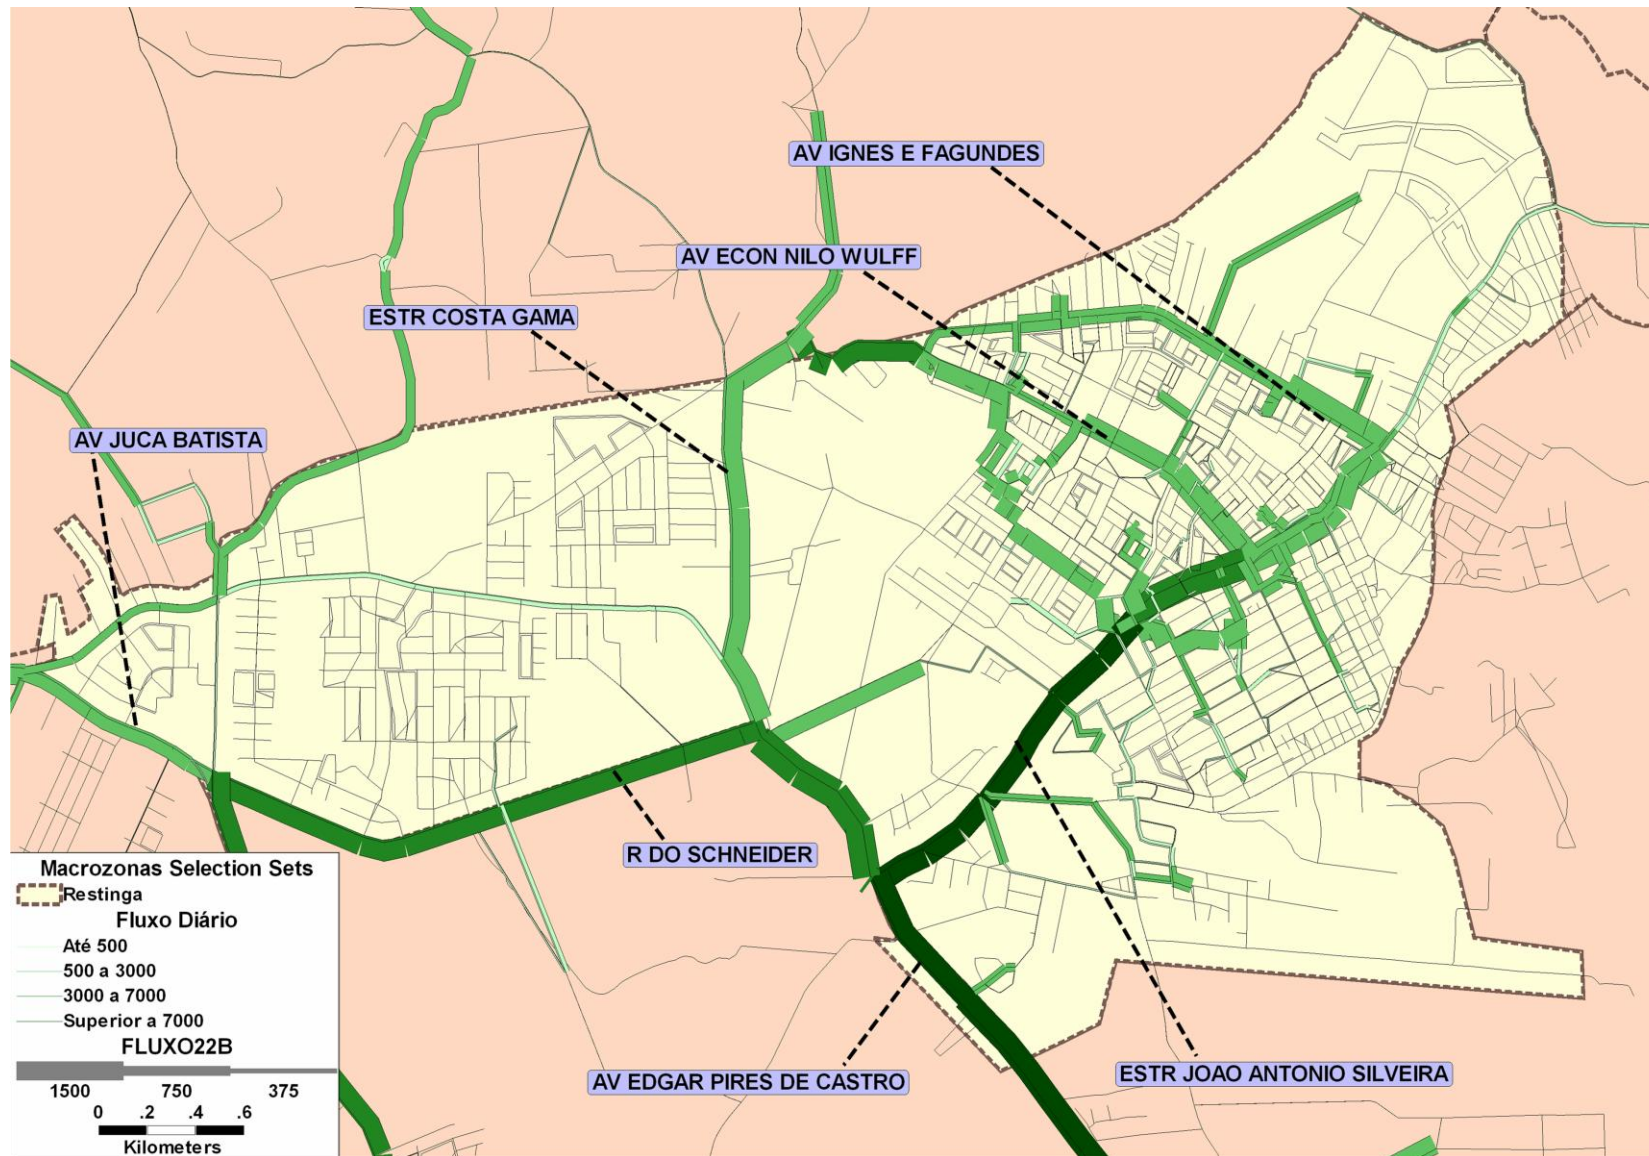 AV IGNES E FAGUNDES
AV ECON NILO WULFF
ESTR COSTA GAMA
AV JUCA BATISTA
R DO SCHNEIDER
AV EDGAR PIRES DE CASTRO
ESTR JOAO ANTONIO SILVEIRA
Macrozonas Selection Sets
Restinga
Fluxo Diário
Até 500
500 a 3000
3000 a 7000
Superior a 7000
FLUXO22B
1500 750 375
0 .2 .4 .6
Kilometers